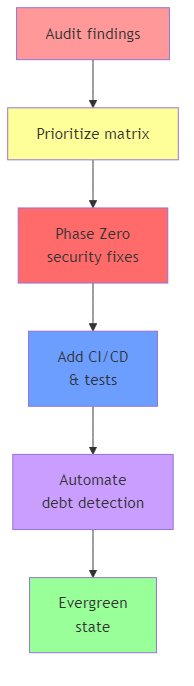 Audit findings
Prioritize matrix
Phase Zero
security fixes
Add CI/CD
& tests
Automate
debt detection
Evergreen
state